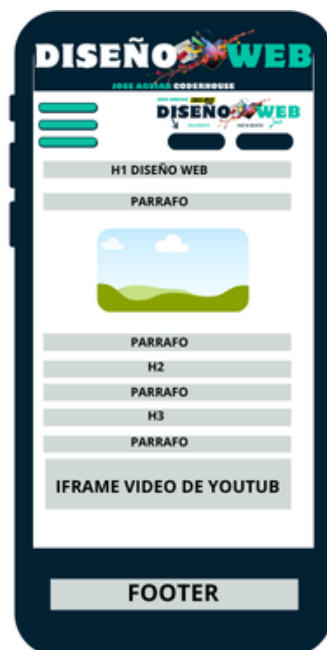 DISEÑO WEB
JOSE AGUIAR CODERHOUSE
DISEÑO WEB
H1 DISEÑO WEB
PARRAFO
PARRAFO
H2
PARRAFO
H3
PARRAFO
IFRAME VIDEO DE YOUTUB
FOOTER